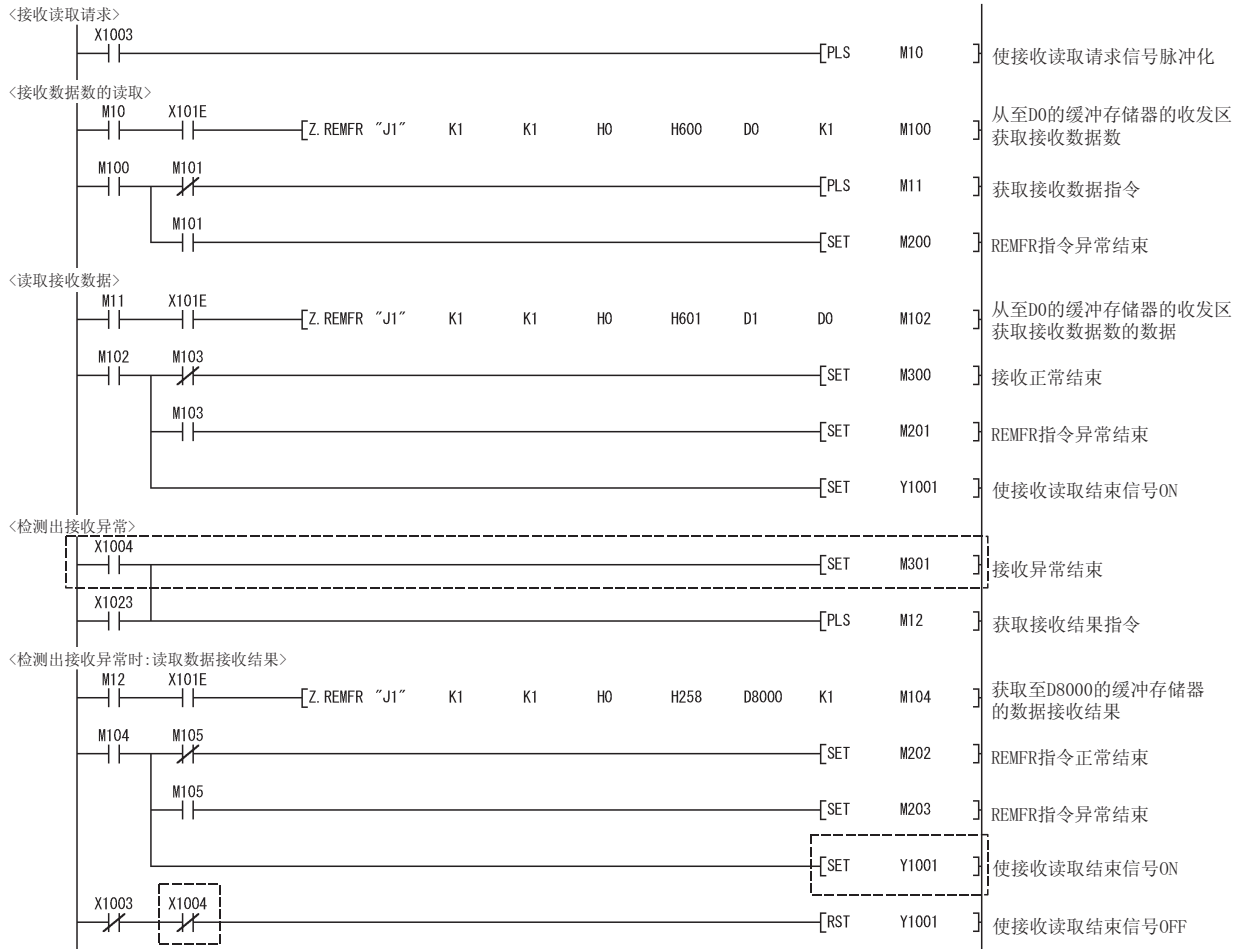 <接收读取请求>
X1003
PLS M10 使接收读取请求信号脉冲化
<接收数据数的读取>
M10 X101E
Z.REMFR "J1" K1 K1 H0 H600 D0 K1 M100 从至D0的缓冲存储器的收发区
获取接收数据数
M100 M101
PLS M11 获取接收数据指令
M101
SET M200 REMFR指令异常结束
<读取接收数据>
M11 X101E
Z.REMFR "J1" K1 K1 H0 H601 D1 D0 M102 从至D0的缓冲存储器的收发区
获取接收数据数的数据
M102 M103
SET M300 接收正常结束
M103
SET M201 REMFR指令异常结束
SET Y1001 使接收读取结束信号ON
<检测出接收异常>
X1004
SET M301 接收异常结束
X1023
PLS M12 获取接收结果指令
<检测出接收异常时:读取数据接收结果>
M12 X101E
Z.REMFR "J1" K1 K1 H0 H258 D8000 K1 M104 获取至D8000的缓冲存储器
的数据接收结果
M104 M105
SET M202 REMFR指令正常结束
M105
SET M203 REMFR指令异常结束
SET Y1001 使接收读取结束信号ON
X1003 X1004
RST Y1001 使接收读取结束信号OFF